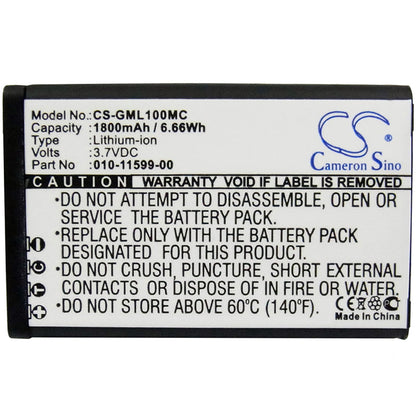 Model No: CS-GML100MC
Capacity: 1800mAh / 6.66Wh
Type: Lithium-ion
Volts: 3.7VDC
Part No: 010-11599-00
CS
Cameron Sino
WARRANTY VOID IF LABEL IS REMOVED
•DO NOT ATTEMPT TO DISASSEMBLE, OPEN OR
SERVICE THE BATTERY PACK
•REPLACE ONLY WITH THE BATTERY PACK
DESIGNATED FOR THIS PRODUCT
•DO NOT CRUSH, PUNCTURE, SHORT EXTERNAL
CONTACTS OR DISPOSE IN FIRE OR WATER
•DO NOT STORE ABOVE 60°C (140°F)
CE
Made in China